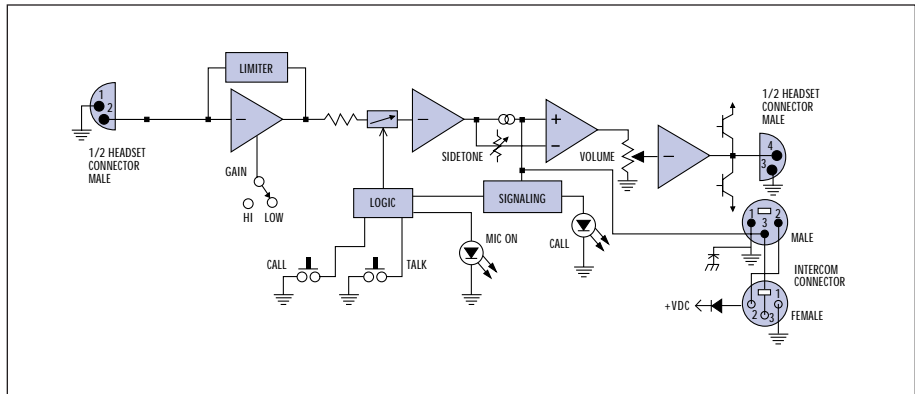 LIMITER
1
2
1/2 HEADSET
CONNECTOR
MALE
−
GAIN
HI
LOW
−
SIDETONE
+
−
VOLUME
−
1/2 HEADSET
CONNECTOR
MALE
4
3
LOGIC
SIGNALING
CALL
TALK
MIC ON
CALL
1
2
3
MALE
INTERCOM
CONNECTOR
+VDC
1
2
3
FEMALE